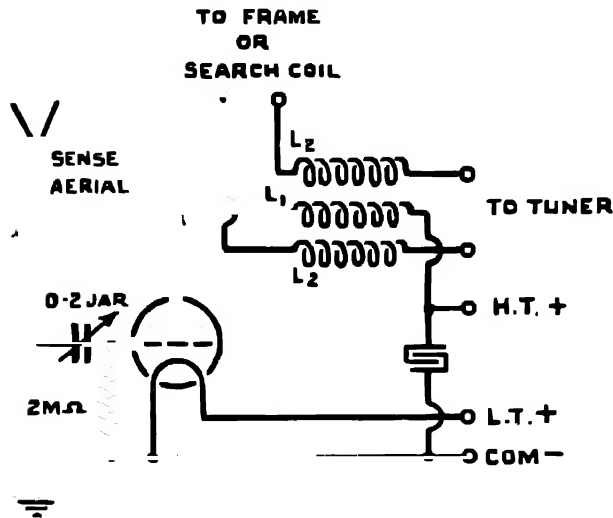 TO FRAME
OR
SEARCH COIL
L2
SENSE
AERIAL
L1
TO TUNER
L2
0-2 JAR
H.T. +
2MΩ
L.T. +
COM -